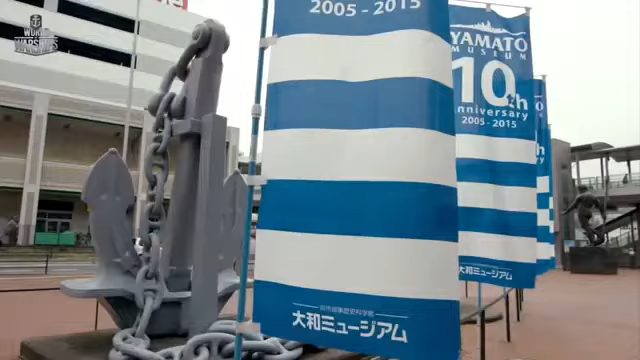 WORLD OF
WARSHIPS
2005 - 2015
大和ミュージアム
YAMATO
MUSEUM
10th
Anniversary
2005 - 2015
大和ミュージアム